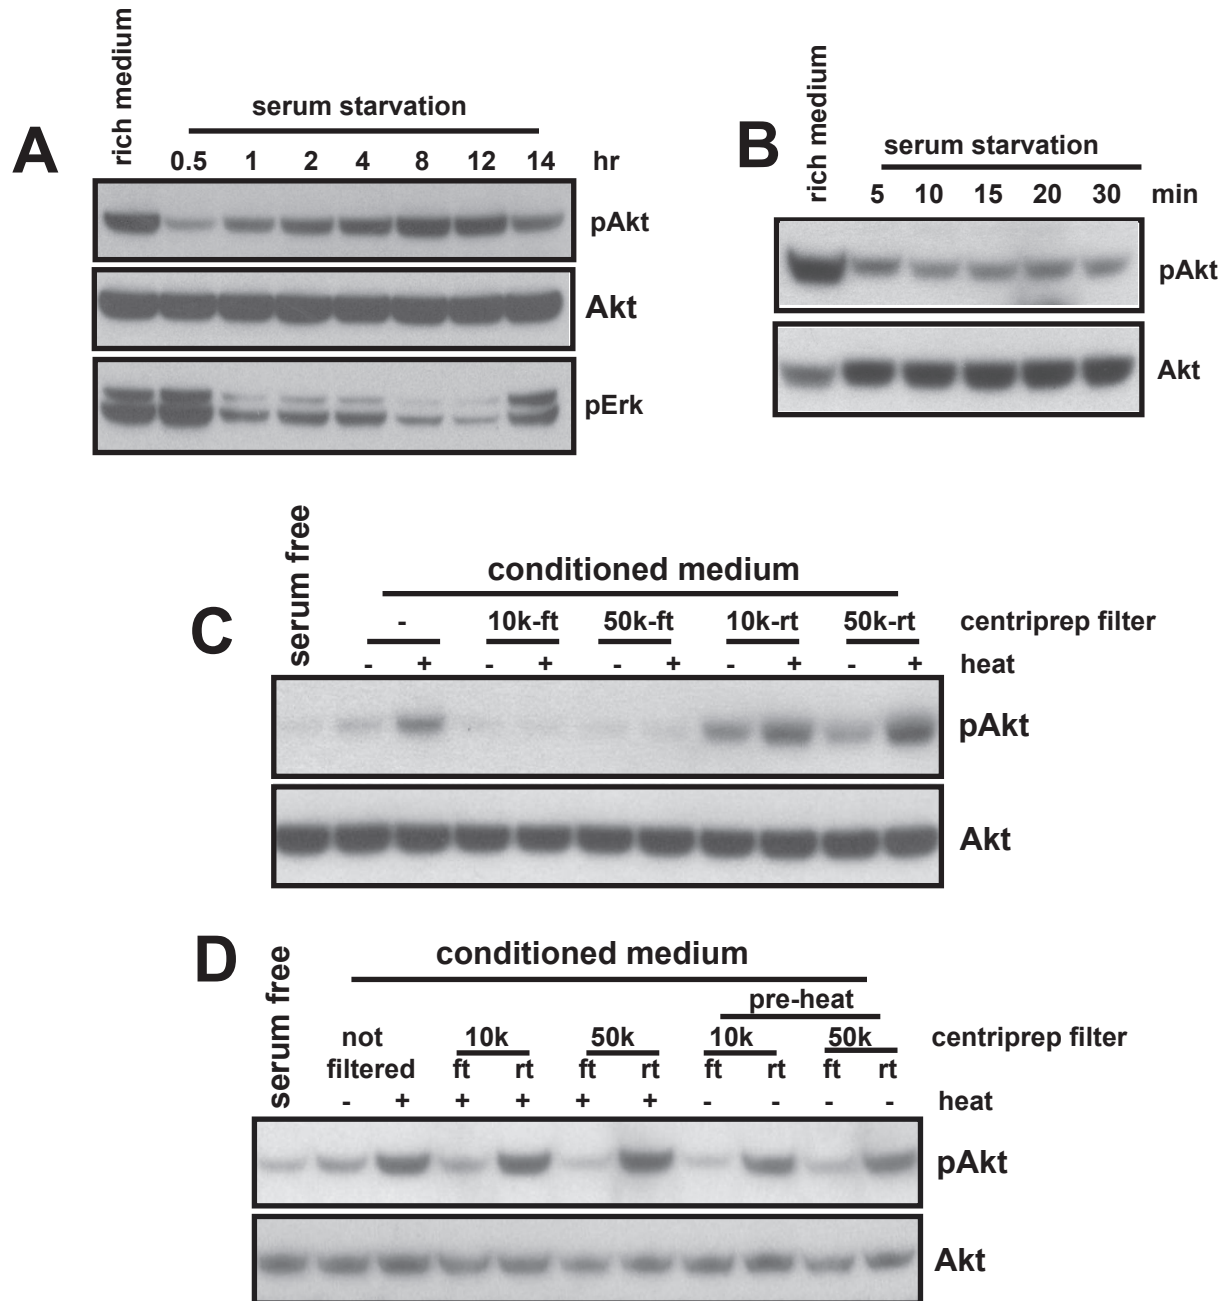 A
rich medium
serum starvation
0.5 1 2 4 8 12 14 hr
pAkt
Akt
pErk
B
rich medium
serum starvation
5 10 15 20 30 min
pAkt
Akt
C
serum free
conditioned medium
- 10k-ft 50k-ft 10k-rt 50k-rt centriprep filter
- + - + - + - + - + heat
pAkt
Akt
D
serum free
conditioned medium
pre-heat
not 10k 50k 10k 50k centriprep filter
filtered ft rt ft rt ft rt ft rt
- + + + + + - - - - heat
pAkt
Akt